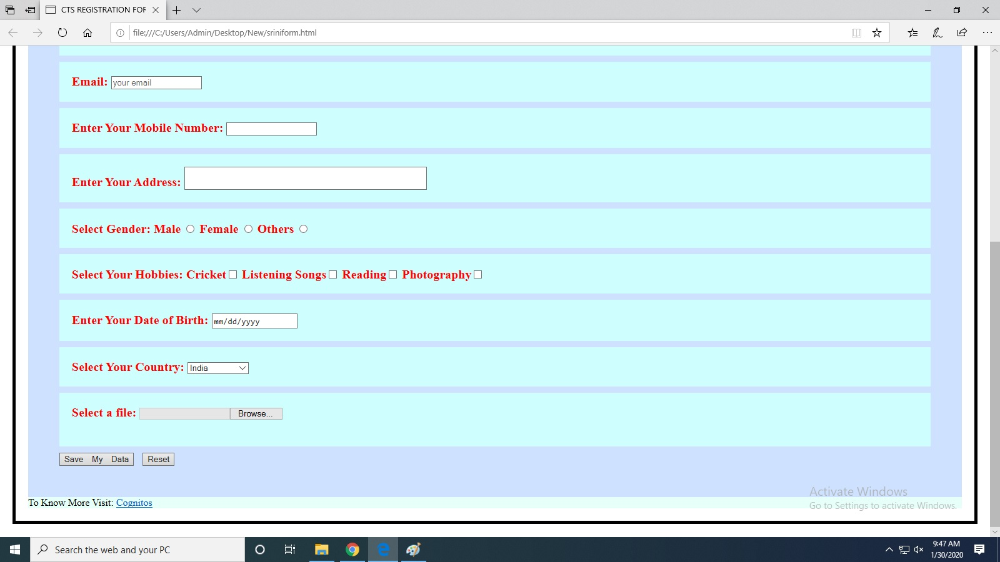 CTS REGISTRATION FOR
file:///C:/Users/Admin/Desktop/New/sriniform.html
Email: your email
Enter Your Mobile Number:
Enter Your Address:
Select Gender: Male Female Others
Select Your Hobbies: Cricket Listening Songs Reading Photography
Enter Your Date of Birth: mm/dd/yyyy
Select Your Country: India
Select a file: Browse...
Save My Data Reset
Activate Windows
To Know More Visit: Cognitos
Go to Settings to activate Windows.
Search the web and your PC
9:47 AM
1/30/2020